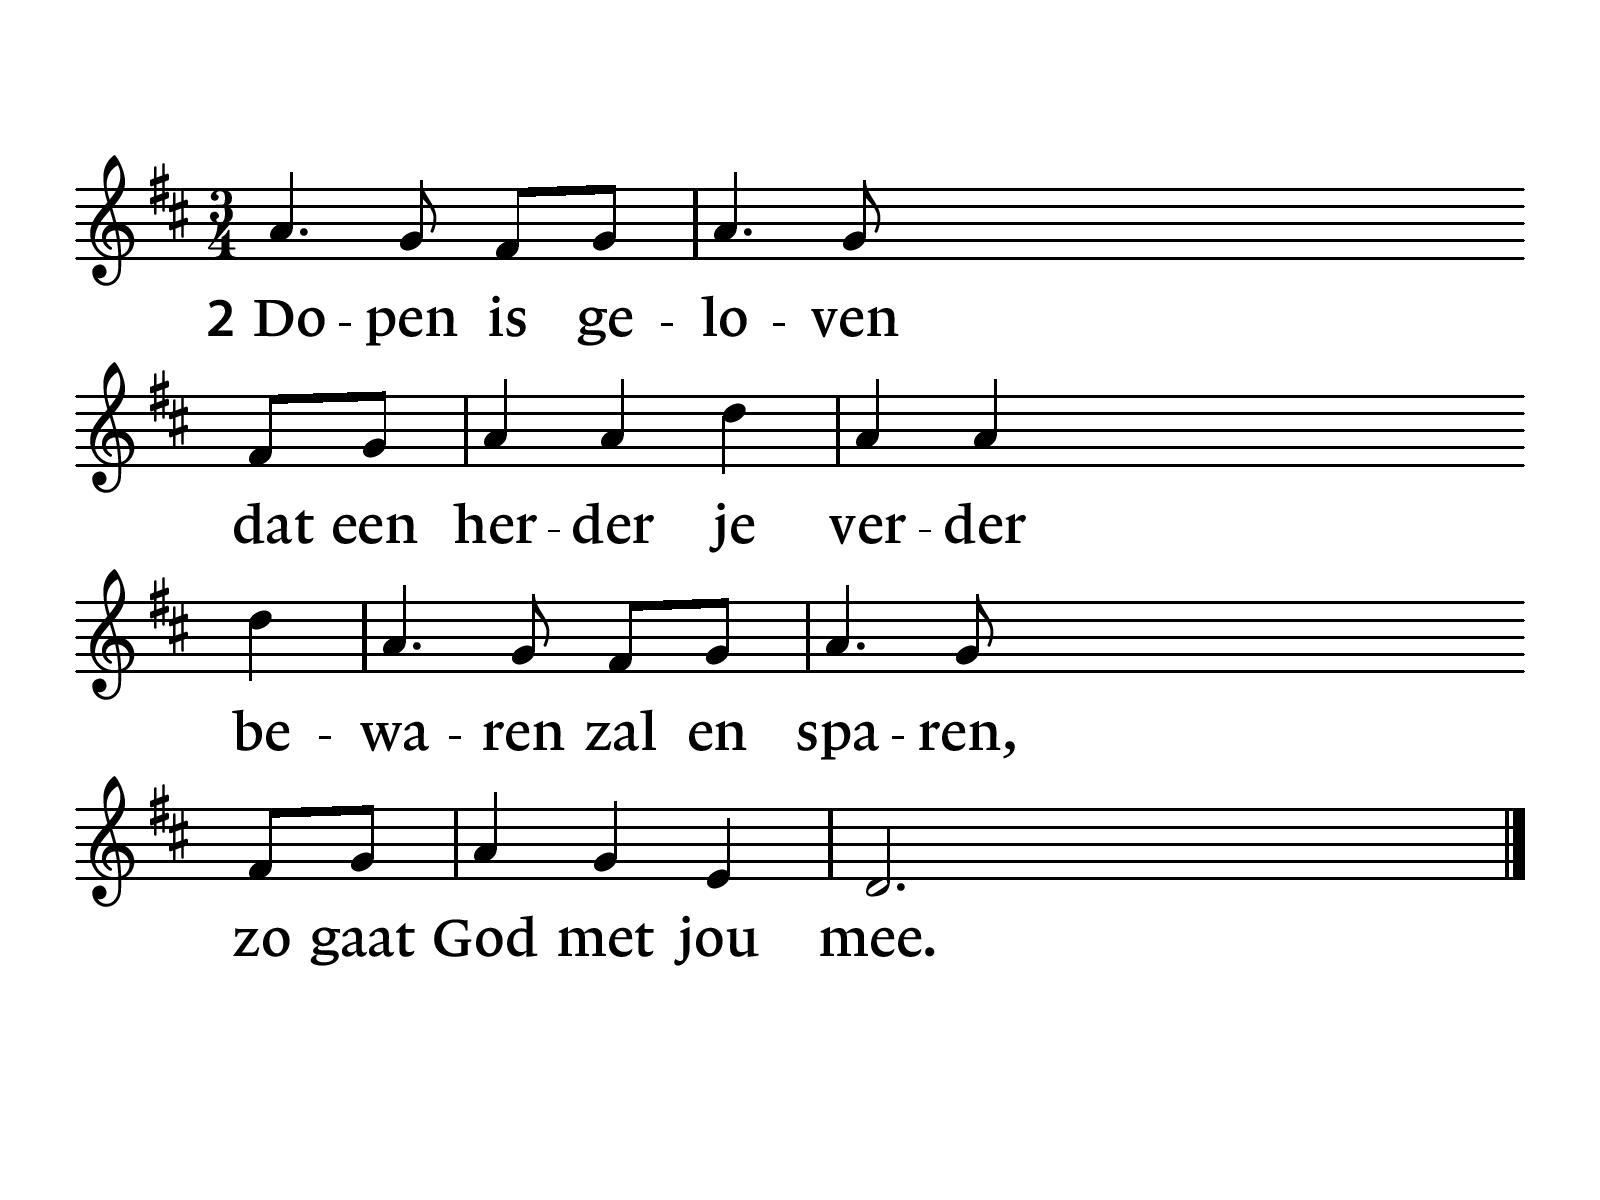 2 Do - pen is ge - lo - ven
dat een her - der je ver - der
be - wa - ren zal en spa - ren,
zo gaat God met jou mee.